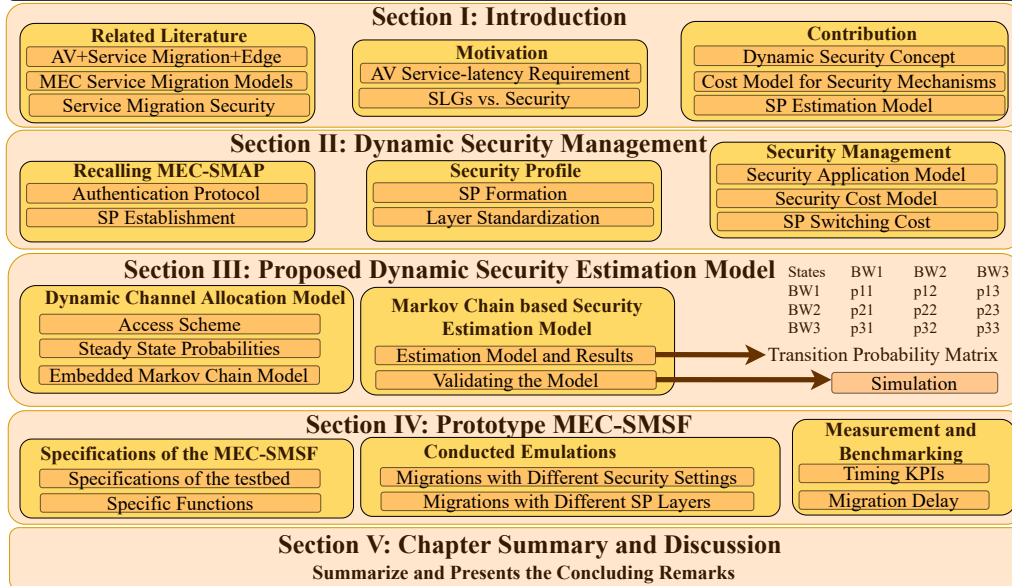 Section I: Introduction
Related Literature
AV+Service Migration+Edge
MEC Service Migration Models
Service Migration Security
Motivation
AV Service-latency Requirement
SLGs vs. Security
Contribution
Dynamic Security Concept
Cost Model for Security Mechanisms
SP Estimation Model
Section II: Dynamic Security Management
Recalling MEC-SMAP
Authentication Protocol
SP Establishment
Security Profile
SP Formation
Layer Standardization
Security Management
Security Application Model
Security Cost Model
SP Switching Cost
Section III: Proposed Dynamic Security Estimation Model
Dynamic Channel Allocation Model
Access Scheme
Steady State Probabilities
Embedded Markov Chain Model
Markov Chain based Security
Estimation Model
Estimation Model and Results
Validating the Model
States BW1 BW2 BW3
BW1 p11 p12 p13
BW2 p21 p22 p23
BW3 p31 p32 p33
Transition Probability Matrix
Simulation
Section IV: Prototype MEC-SMSF
Specifications of the MEC-SMSF
Specifications of the testbed
Specific Functions
Conducted Emulations
Migrations with Different Security Settings
Migrations with Different SP Layers
Measurement and
Benchmarking
Timing KPIs
Migration Delay
Section V: Chapter Summary and Discussion
Summarize and Presents the Concluding Remarks